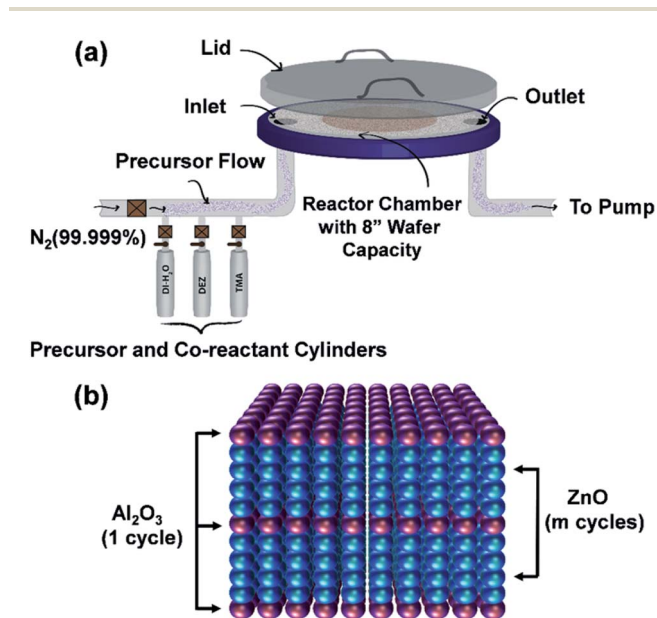 (a)
Lid
Inlet
Outlet
Precursor Flow
Reactor Chamber
with 8” Wafer
Capacity
To Pump
N₂(99.999%)
DI-H₂O
DEZ
TMA
Precursor and Co-reactant Cylinders
(b)
Al₂O₃
(1 cycle)
ZnO
(m cycles)